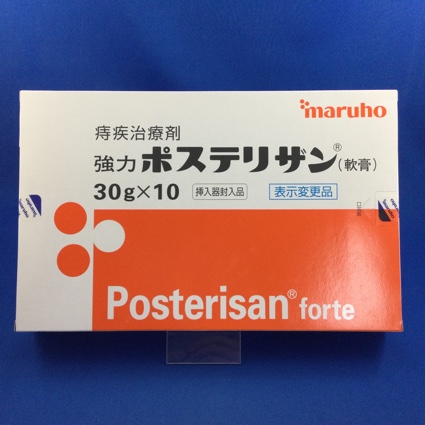 maruho
痔疾治療剤
強力ポステリザン®(軟膏)
30g×10 挿入器封入品 表示変更品
Posterisan® forte